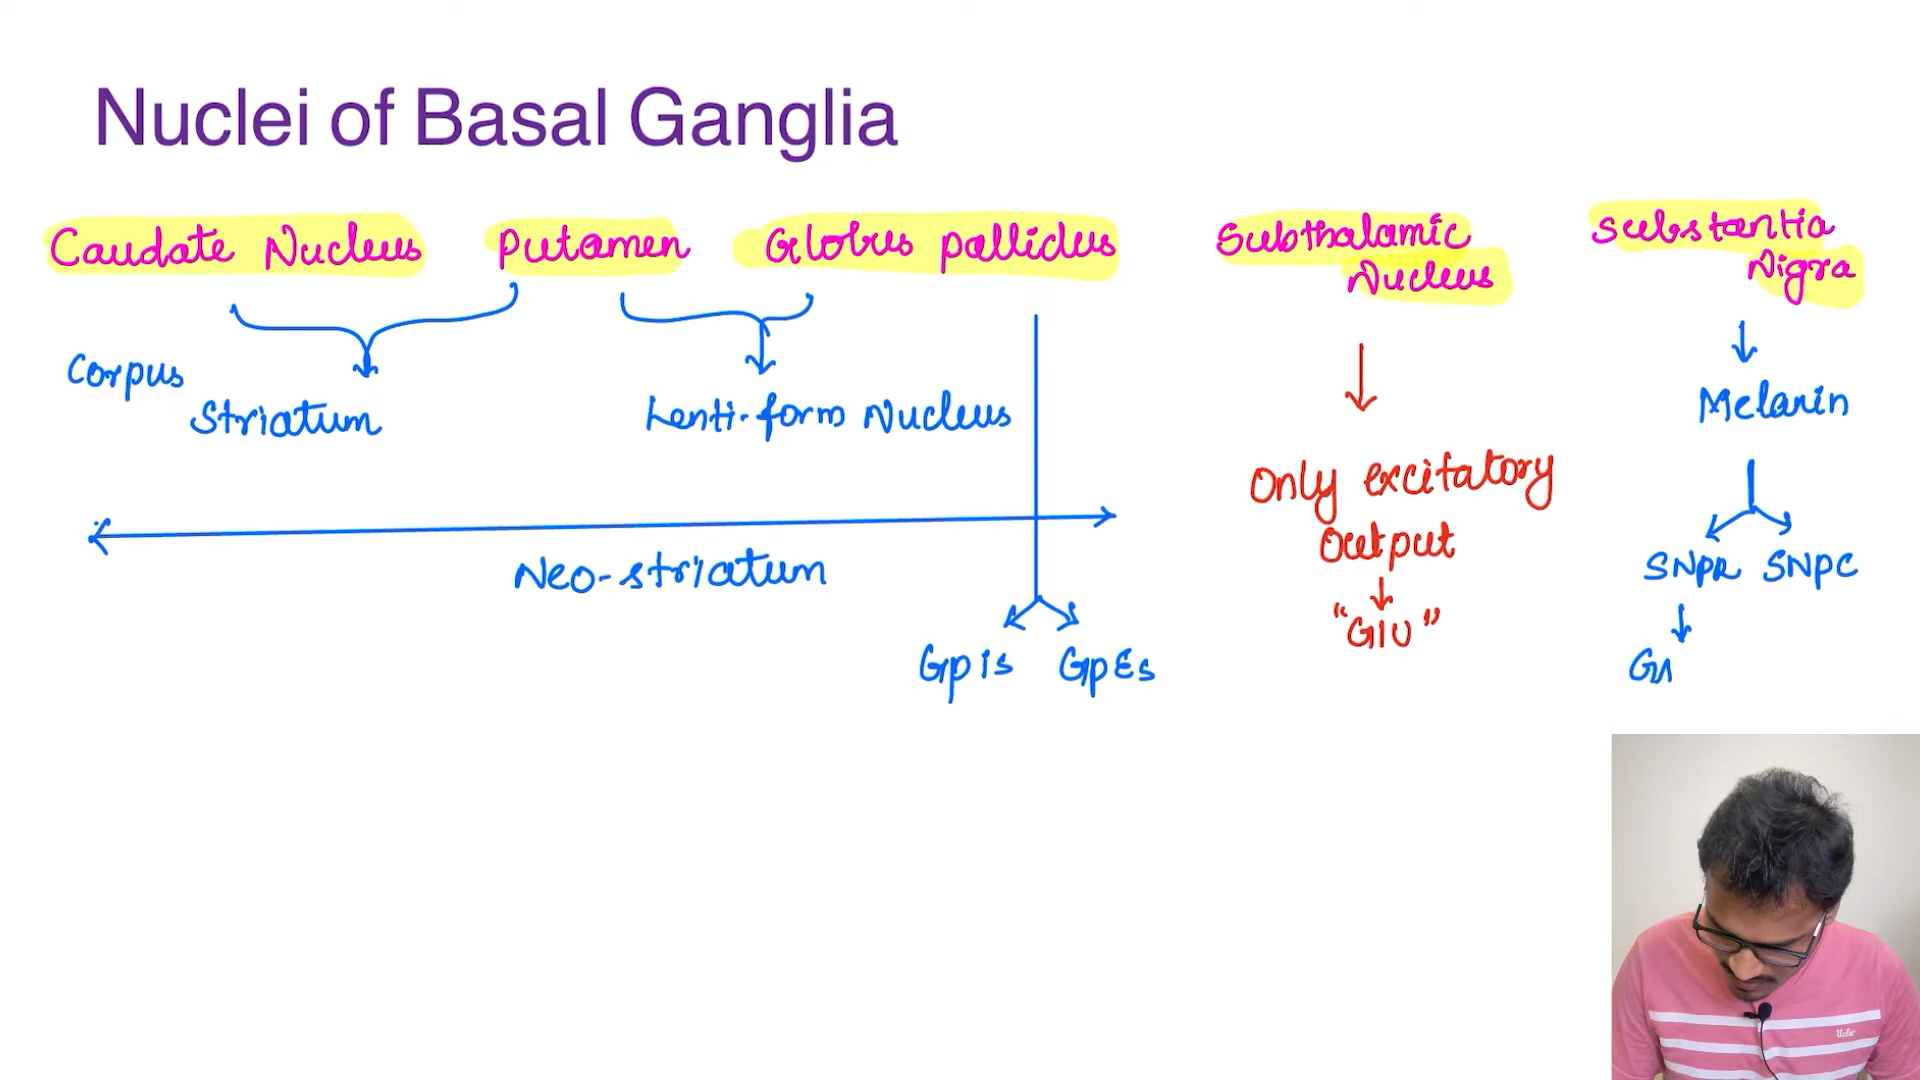 Nuclei of Basal Ganglia
Caudate Nucleus Putamen Globus pallidus Subthalamic Nucleus Substantia Nigra
Corpus Striatum
Lenti-form Nucleus
Melanin
Only excitatory
Output
"Glu"
Neo-striatum
SNPR SNPC
Gpis GpEs
GA